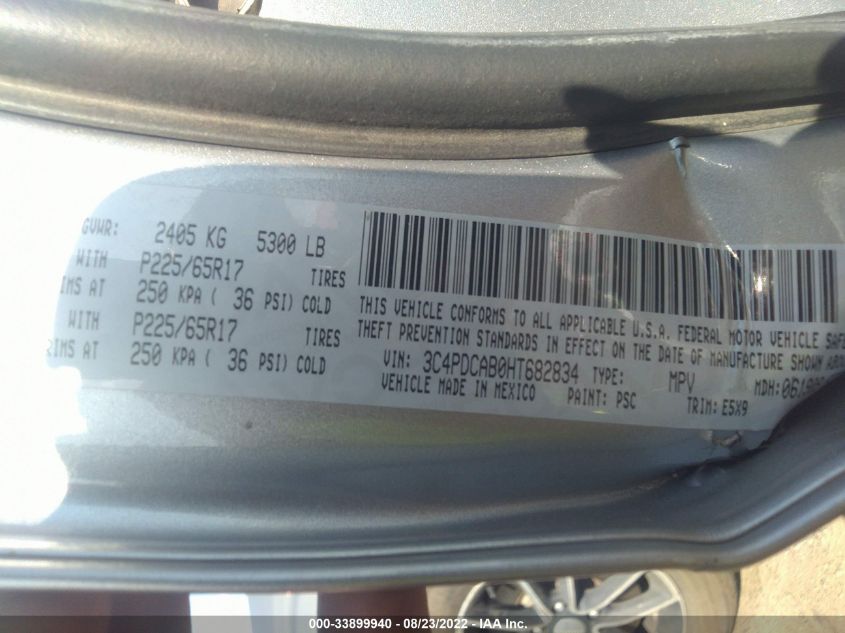 GVWR: 2405 KG 5300 LB
WITH P225/65R17 TIRES
IMS AT 250 KPA ( 36 PSI) COLD
WITH P225/65R17 TIRES
RIMS AT 250 KPA ( 36 PSI) COLD
THIS VEHICLE CONFORMS TO ALL APPLICABLE U.S.A. FEDERAL MOTOR VEHICLE SAFE
THEFT PREVENTION STANDARDS IN EFFECT ON THE DATE OF MANUFACTURE SHOWN ABO
VIN: 3C4PDCAB0HT682834 TYPE: MPV MDH:
VEHICLE MADE IN MEXICO PAINT: PSC TRIM: E5X9
000-33899940 - 08/23/2022 - IAA Inc.